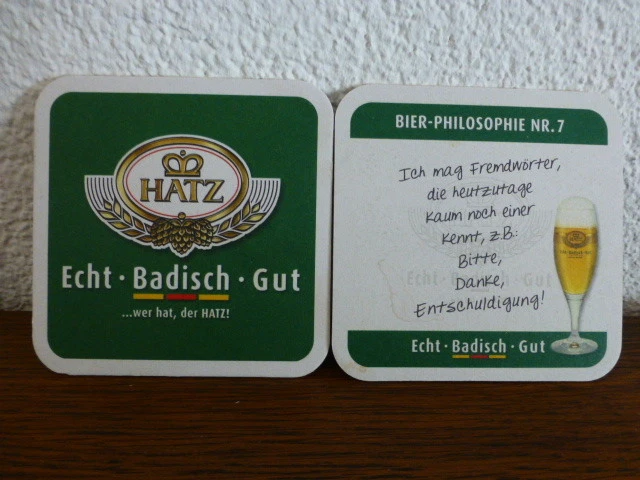 HATZ
Echt · Badisch · Gut
...wer hat, der HATZ!
BIER-PHILOSOPHIE NR. 7
Ich mag Fremdwörter,
die heutzutage
kaum noch einer
kennt, z.B.:
Bitte,
Danke,
Entschuldigung!
Echt · Badisch · Gut